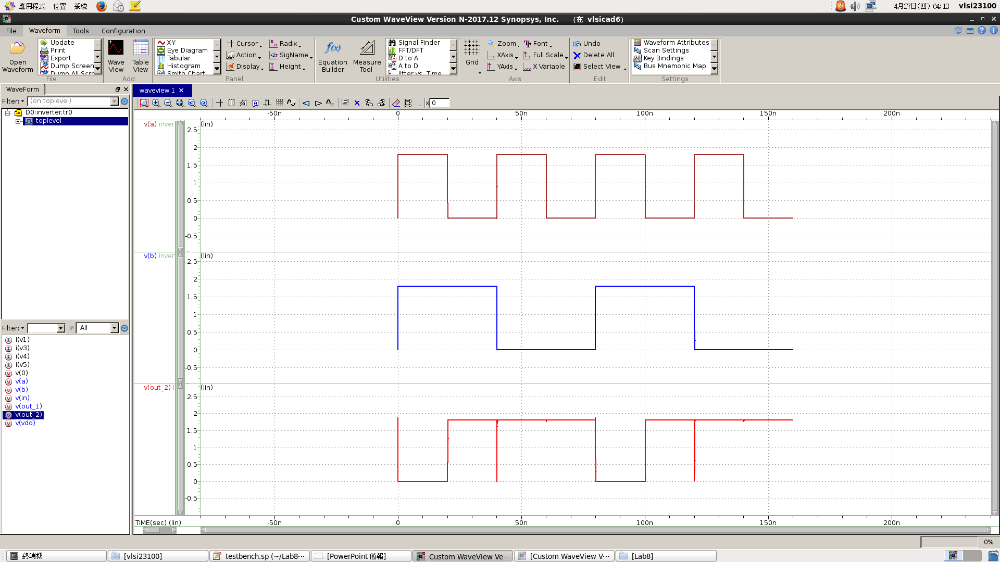 應用程式 位置 系統 4月27日(四) 04:13 vlsi23100
Custom WaveView Version N-2017.12 Synopsys, Inc. (在 vlsicad6)
File Waveform Tools Configuration
Open Waveform
Update
Print
Export
Dump Screen
File
Wave View
Table View
Add
X-Y
Eye Diagram
Tabular
Histogram
Smith Chart
Cursor
Action
Display
Radix
SigName
Height
Panel
Equation Builder
Measure Tool
Signal Finder
FFT/DFT
D to A
A to D
Jitter vs. Time
Utilities
Grid
Zoom
XAxis
YAxis
Font
Full Scale
X Variable
Axis
Undo
Delete All
Select View
Edit
Waveform Attributes
Scan Settings
Key Bindings
Bus Mnemonic Map
Settings
WaveForm
Filter: (on toplevel)
D0:inverter.tr0
toplevel
Filter: All
i(v1)
i(v3)
i(v4)
i(v5)
v(0)
v(a)
v(b)
v(in)
v(out_1)
v(out_2)
v(vdd)
waveview 1
x 0
-50n 0 50n 100n 150n 200n
v(a) inver (lin)
2.5
2
1.5
1
0.5
0
-0.5
v(b) inver (lin)
2.5
2
1.5
1
0.5
0
-0.5
v(out_2) i (lin)
2.5
2
1.5
1
0.5
0
-0.5
TIME(sec) (lin) -50n 0 50n 100n 150n 200n
0%
終端機 [vlsi23100] testbench.sp (~/Lab8-··· [PowerPoint 簡報] Custom WaveView Ve··· [Custom WaveView V··· [Lab8]